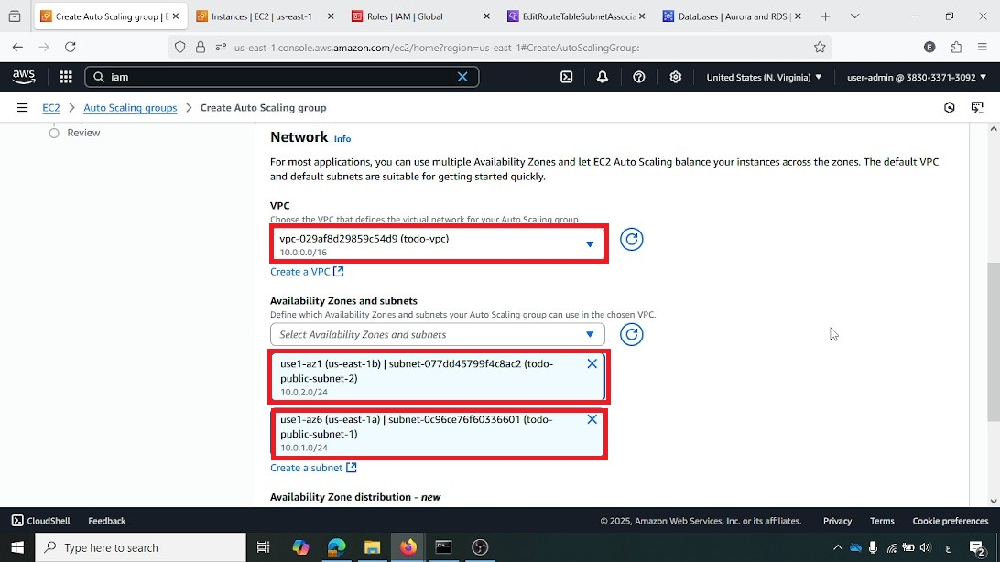 Create Auto Scaling group | E
Instances | EC2 | us-east-1
Roles | IAM | Global
EditRouteTableSubnetAssocia
Databases | Aurora and RDS |
us-east-1.console.aws.amazon.com/ec2/home?region=us-east-1#CreateAutoScalingGroup:
E
aws
iam
United States (N. Virginia)
user-admin @ 3830-3371-3092
EC2
Auto Scaling groups
Create Auto Scaling group
Review
Network Info
For most applications, you can use multiple Availability Zones and let EC2 Auto Scaling balance your instances across the zones. The default VPC
and default subnets are suitable for getting started quickly.
VPC
Choose the VPC that defines the virtual network for your Auto Scaling group.
vpc-029af8d29859c54d9 (todo-vpc)
10.0.0.0/16
Create a VPC
Availability Zones and subnets
Define which Availability Zones and subnets your Auto Scaling group can use in the chosen VPC.
Select Availability Zones and subnets
use1-az1 (us-east-1b) | subnet-077dd45799f4c8ac2 (todo-
public-subnet-2)
10.0.2.0/24
use1-az6 (us-east-1a) | subnet-0c96ce76f60336601 (todo-
public-subnet-1)
10.0.1.0/24
Create a subnet
Availability Zone distribution - new
CloudShell
Feedback
© 2025, Amazon Web Services, Inc. or its affiliates.
Privacy
Terms
Cookie preferences
Type here to search
ع
2